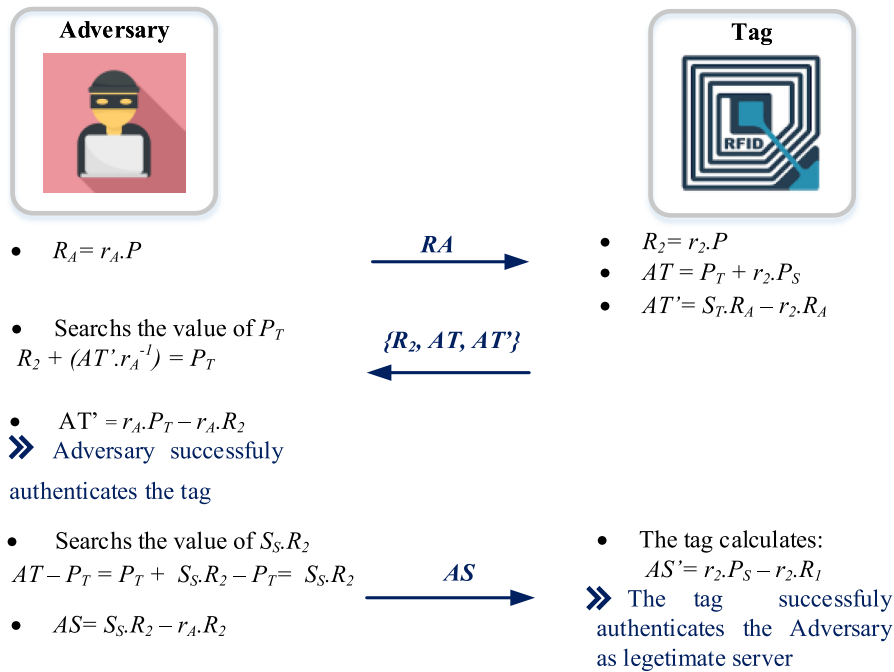 Adversary
Tag
RFID
R_A= r_A.P
RA
R_2= r_2.P
AT = P_T + r_2.P_S
AT’= S_T.R_A – r_2.R_A
Searchs the value of P_T
R_2 + (AT’.r_A^-1) = P_T
{R_2, AT, AT’}
AT’ = r_A.P_T – r_A.R_2
Adversary successfuly
authenticates the tag
Searchs the value of S_S.R_2
AT – P_T = P_T + S_S.R_2 – P_T= S_S.R_2
AS= S_S.R_2 – r_A.R_2
AS
The tag calculates:
AS’= r_2.P_S – r_2.R_1
The tag successfuly
authenticates the Adversary
as legetimate server